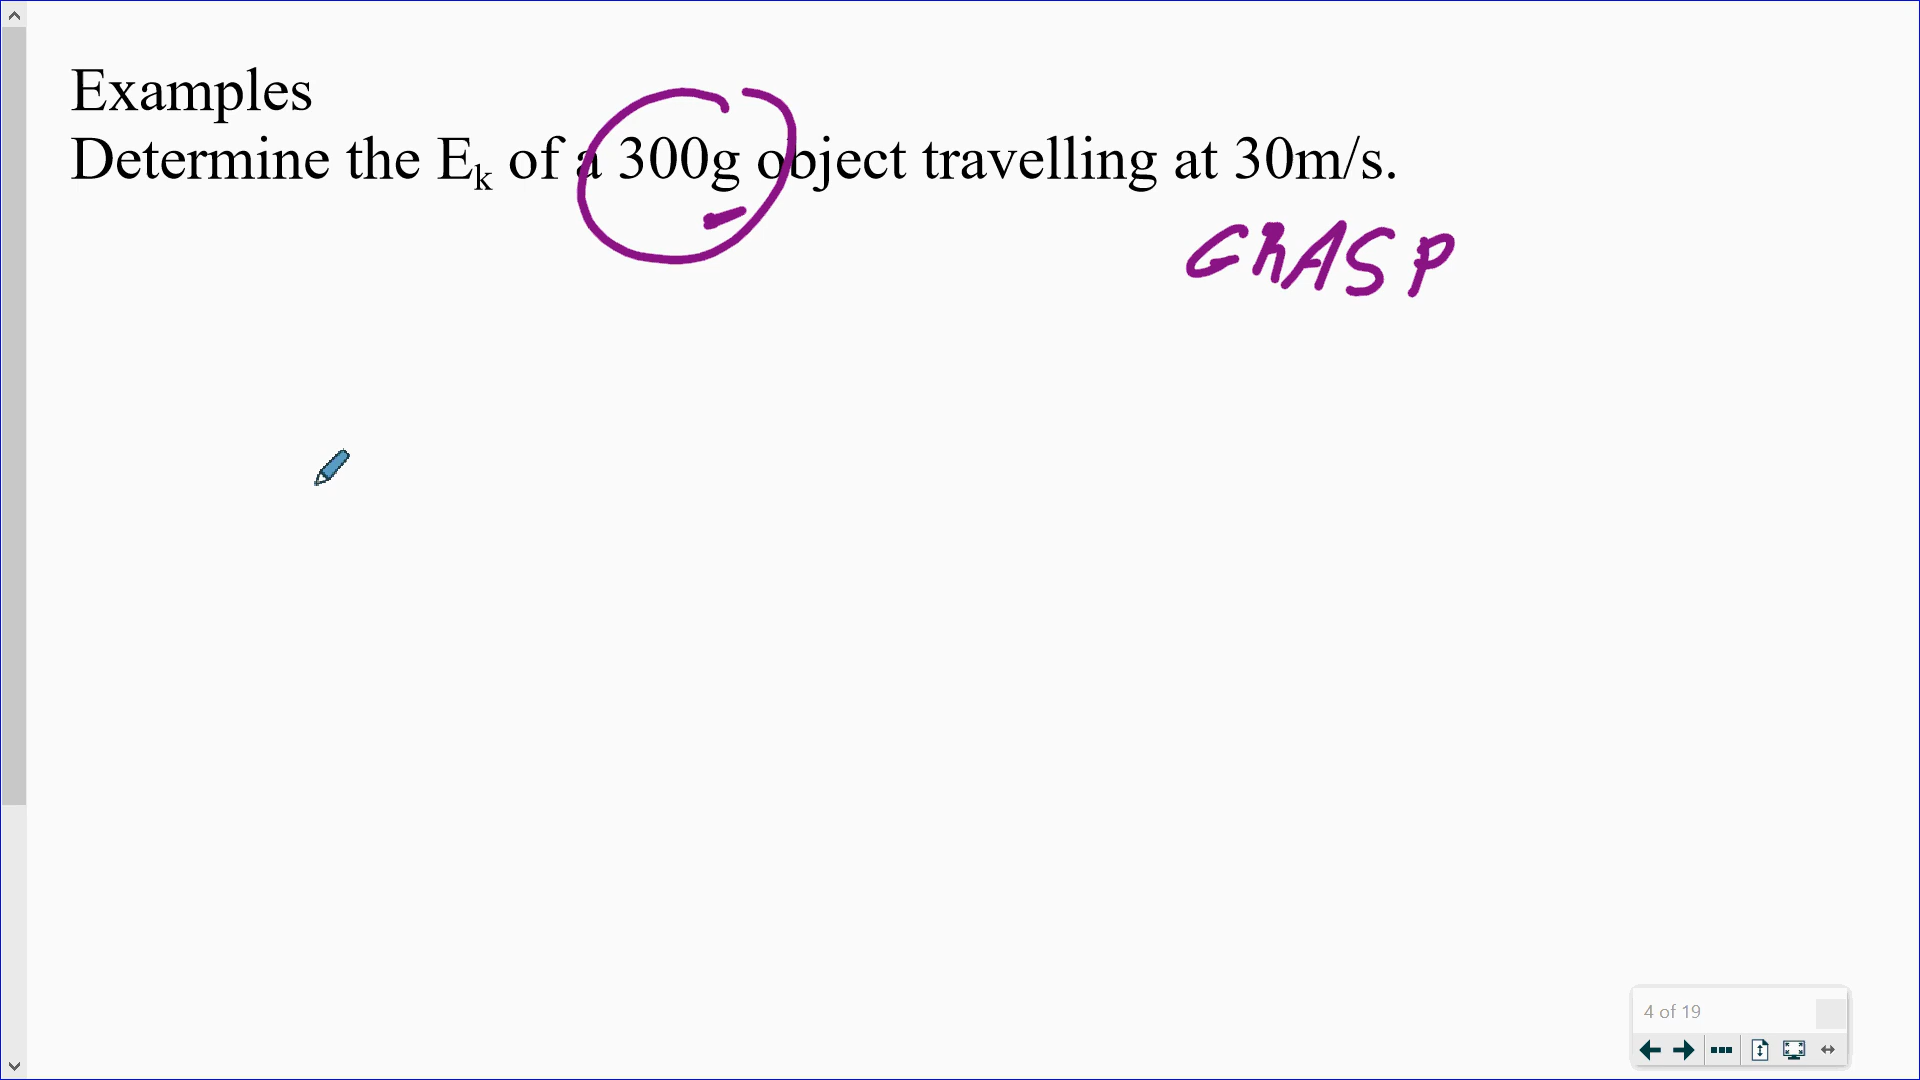 Examples
Determine the Ek of a 300g object travelling at 30m/s.
GRASP
4 of 19